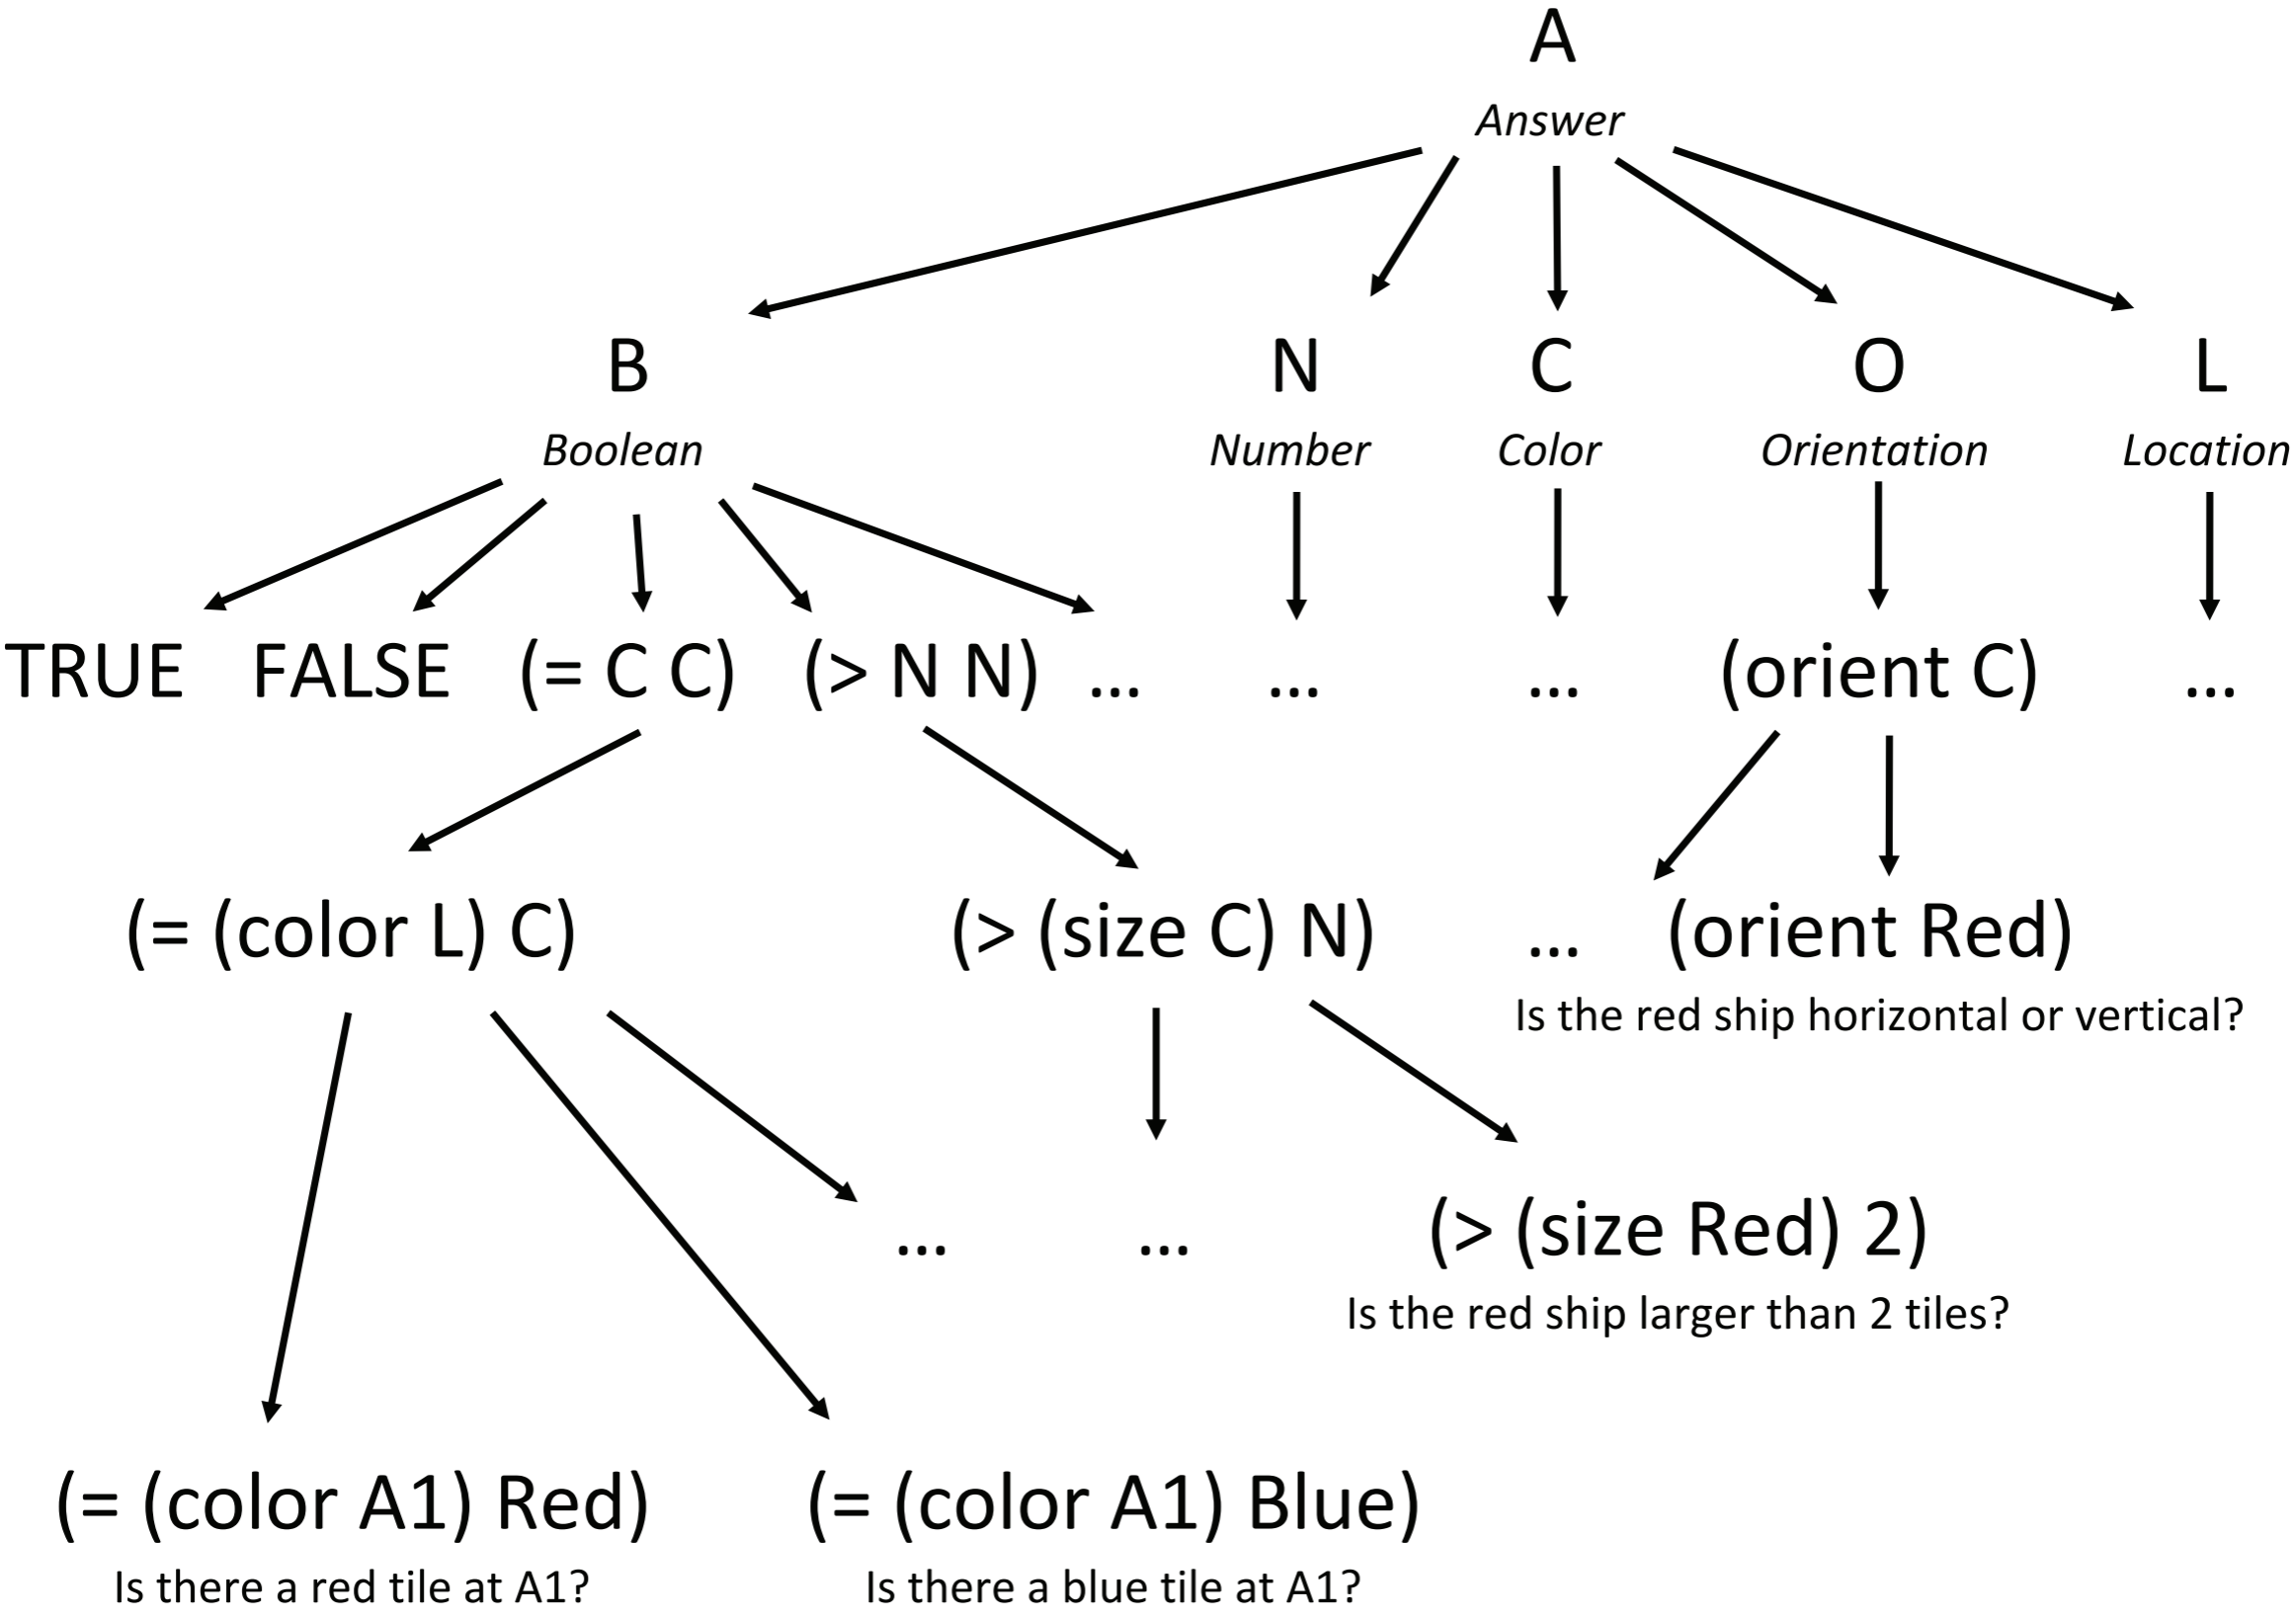 A
Answer
B N C O L
Boolean Number Color Orientation Location
TRUE FALSE (= C C) (> N N) ... ... ... (orient C) ...
(= (color L) C) (> (size C) N) ... (orient Red)
Is the red ship horizontal or vertical?
... ... (> (size Red) 2)
Is the red ship larger than 2 tiles?
(= (color A1) Red) (= (color A1) Blue)
Is there a red tile at A1? Is there a blue tile at A1?